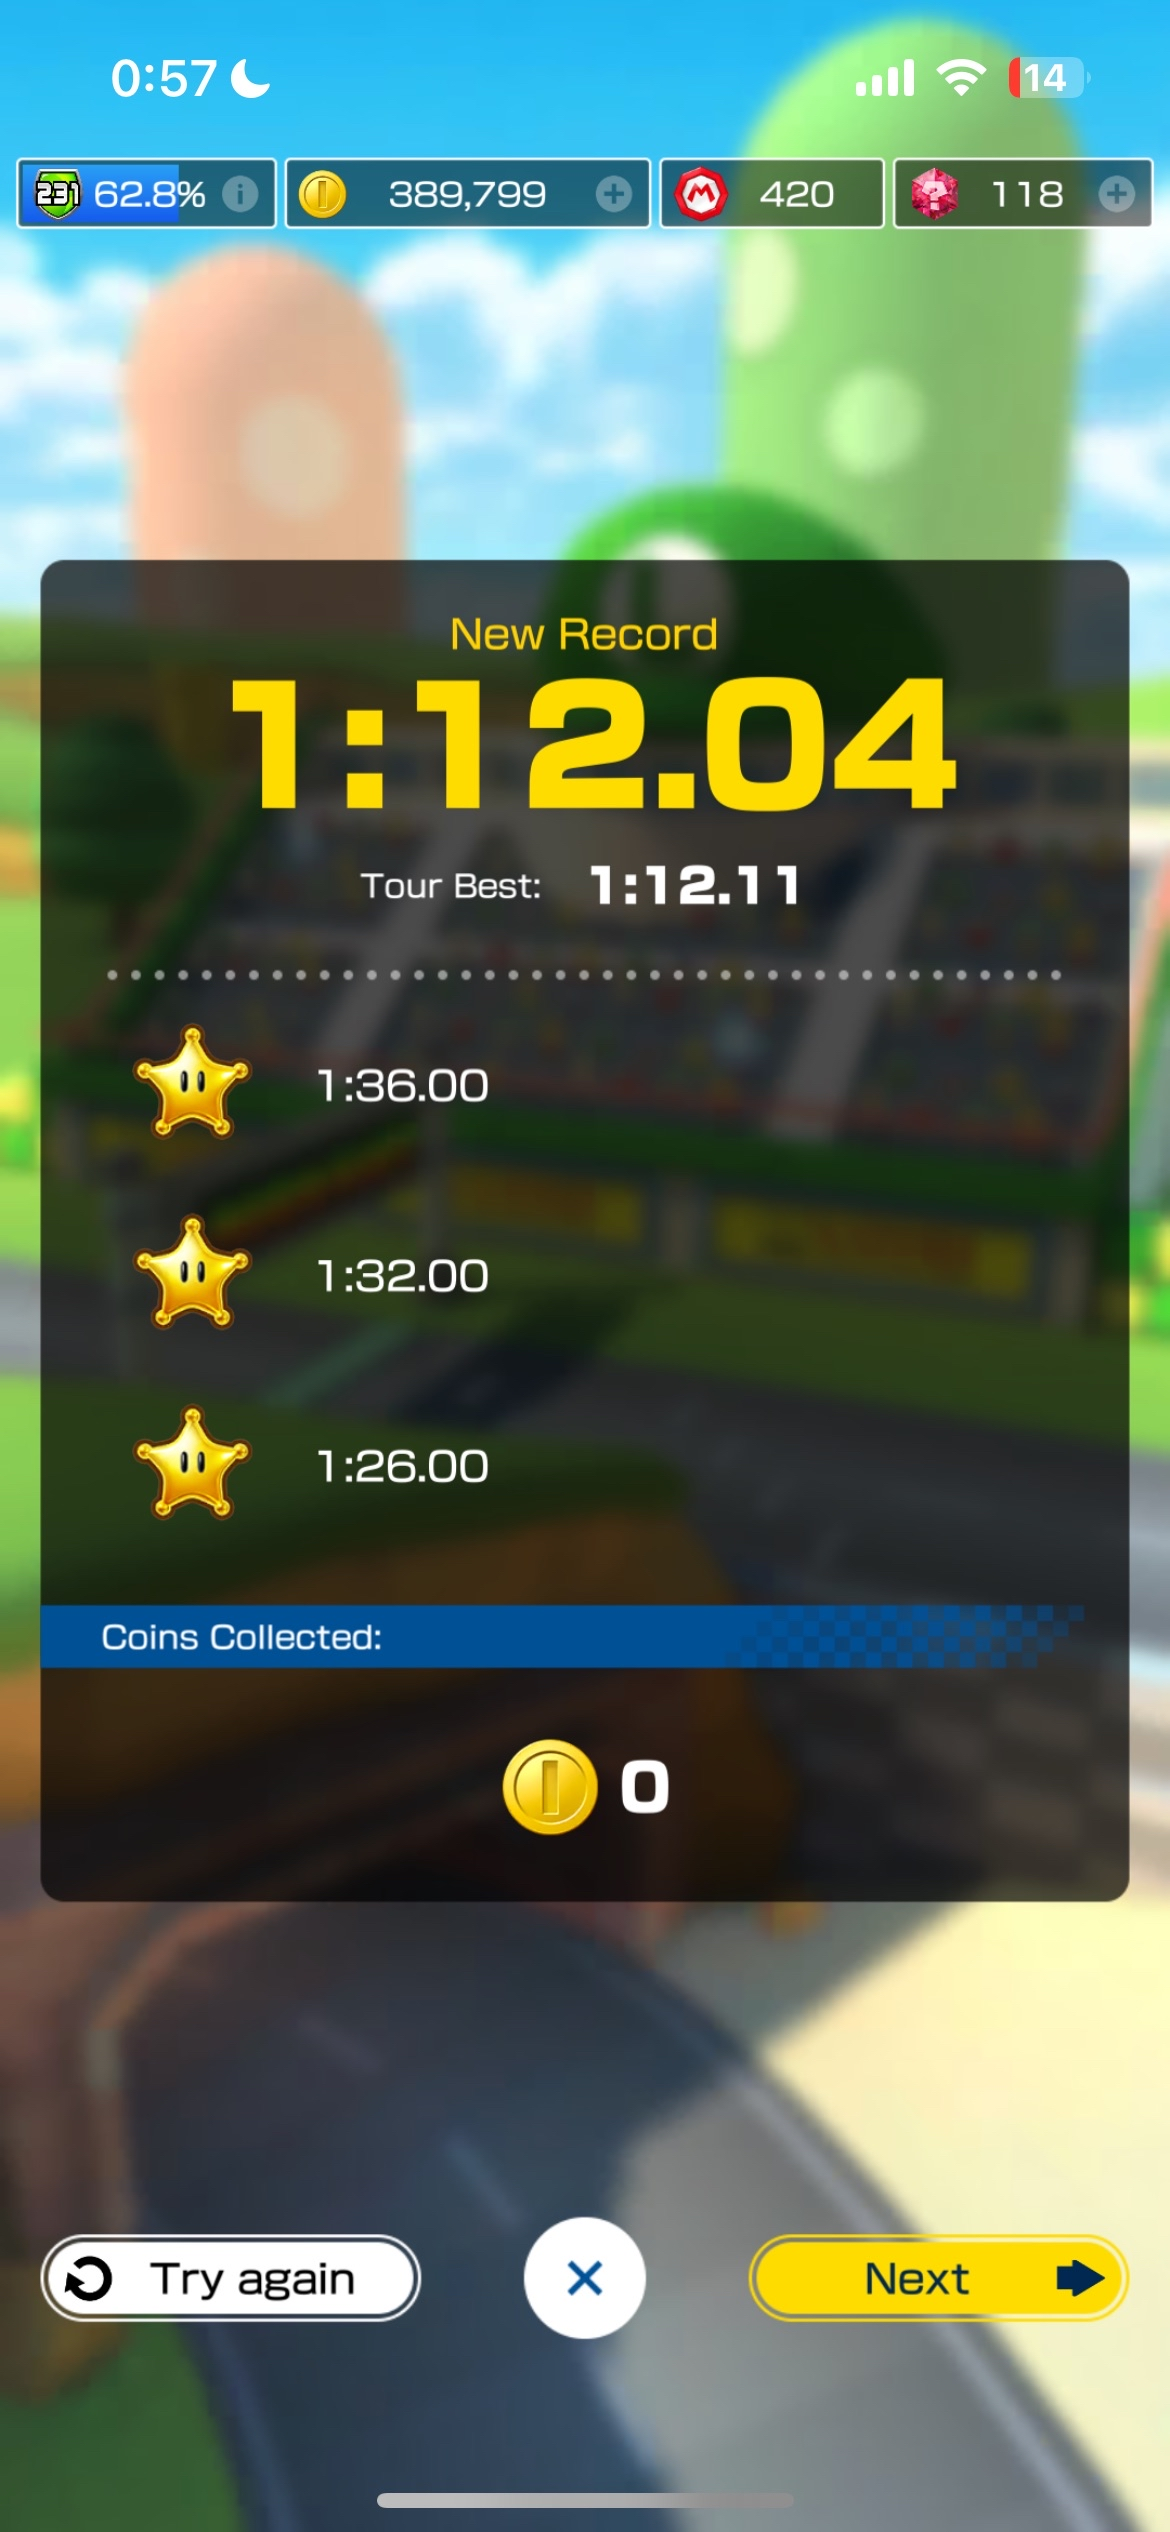 0:57
14
231 62.8% i 389,799 + M 420 ? 118 +
New Record
1:12.04
Tour Best: 1:12.11
1:36.00
1:32.00
1:26.00
Coins Collected:
0
Try again × Next